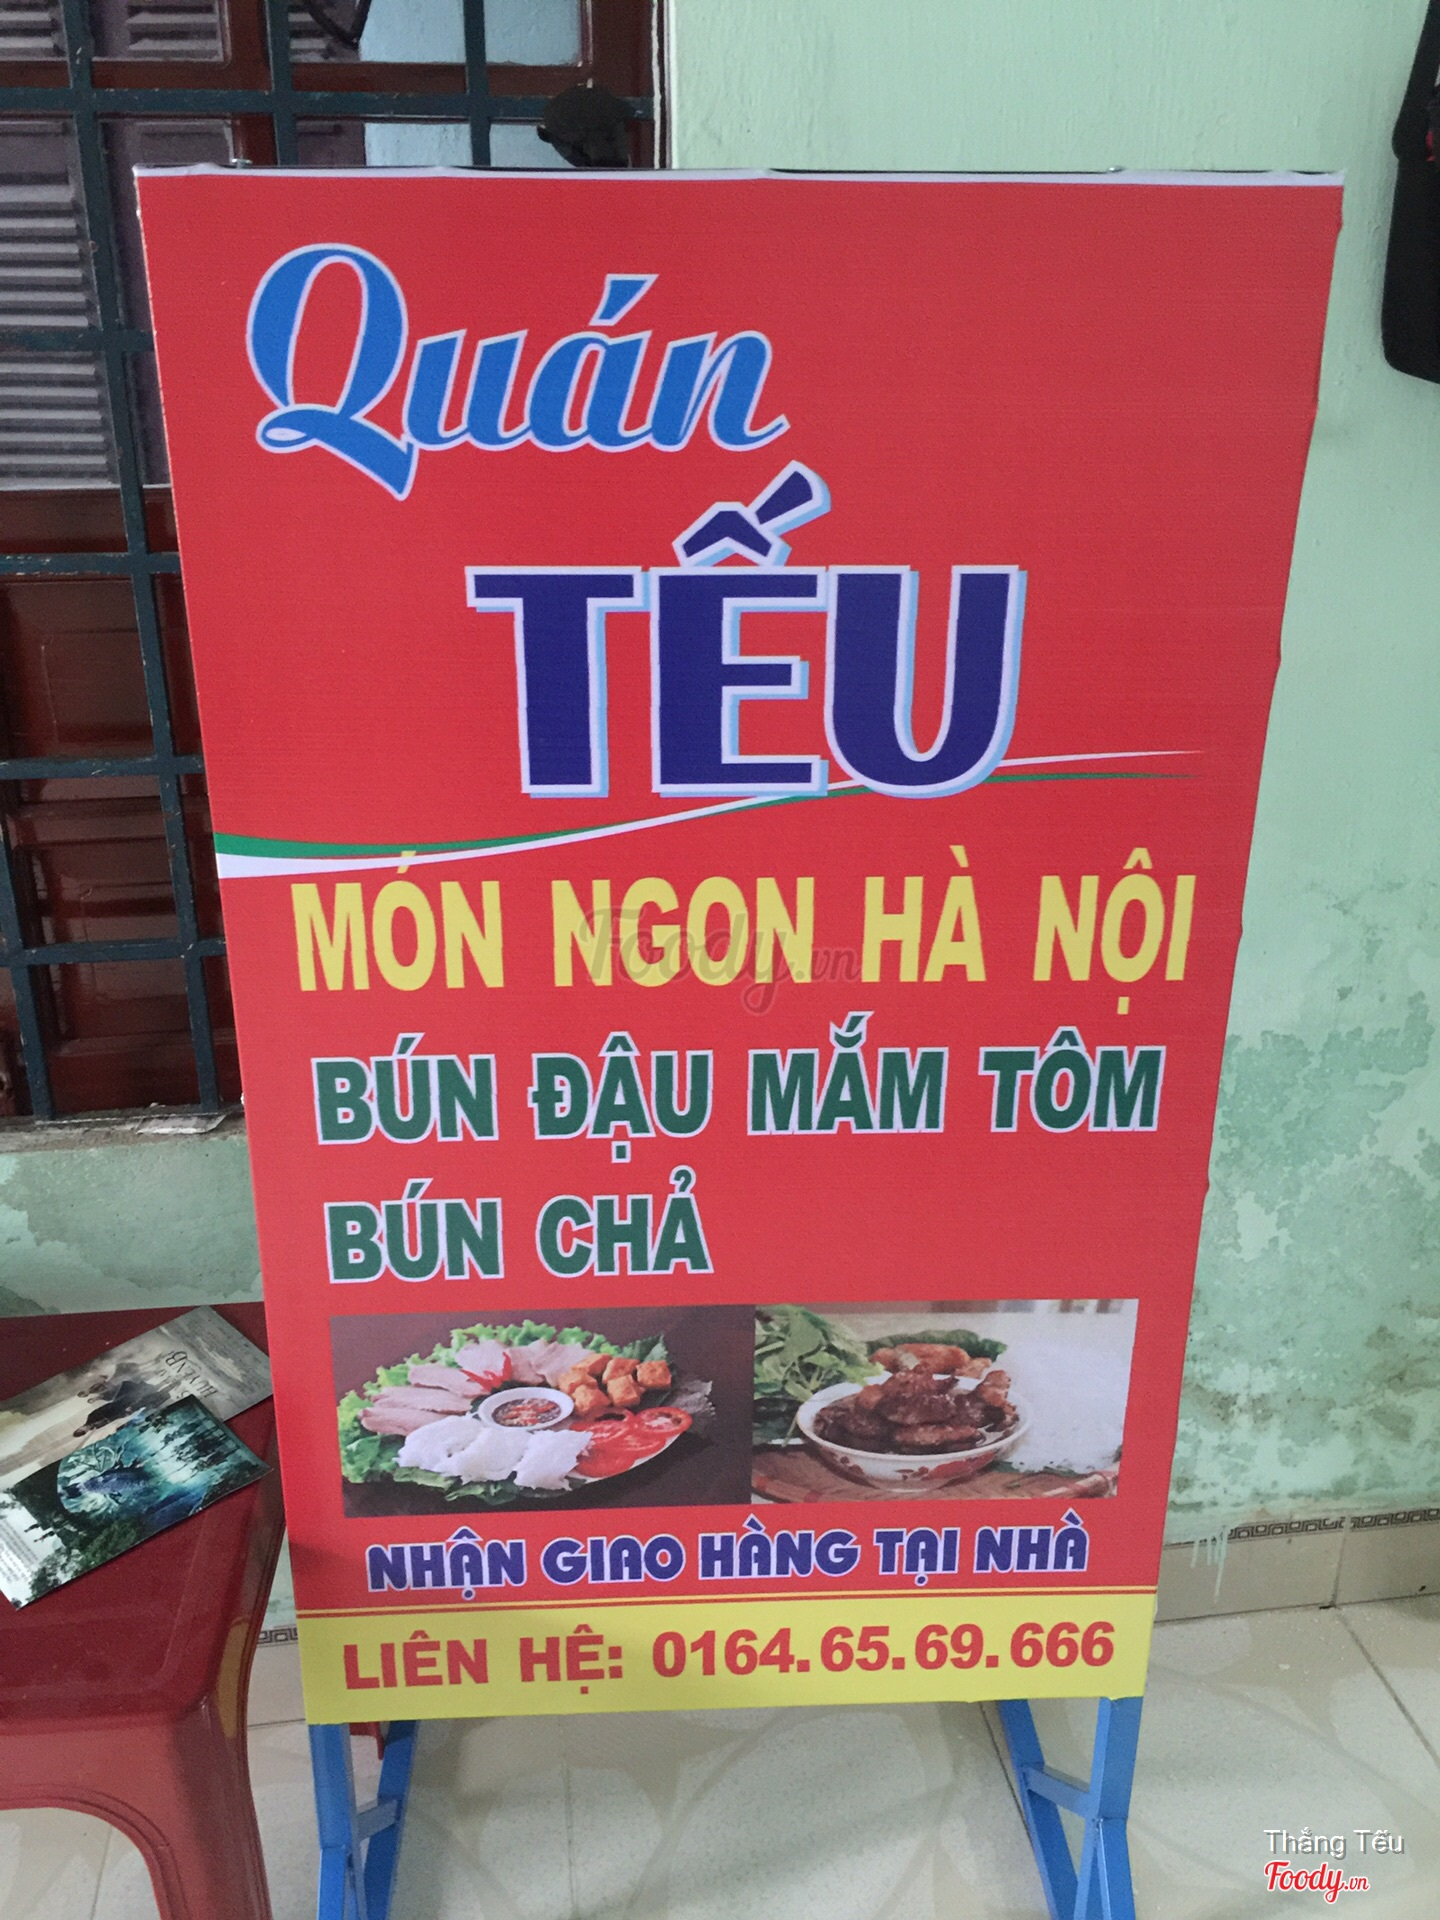 Quán
TẾU
MÓN NGON HÀ NỘI
BÚN ĐẬU MẮM TÔM
BÚN CHẢ
NHẬN GIAO HÀNG TẠI NHÀ
LIÊN HỆ: 0164.65.69.666
Foody.vn
Thắng Tếu
Foody.vn